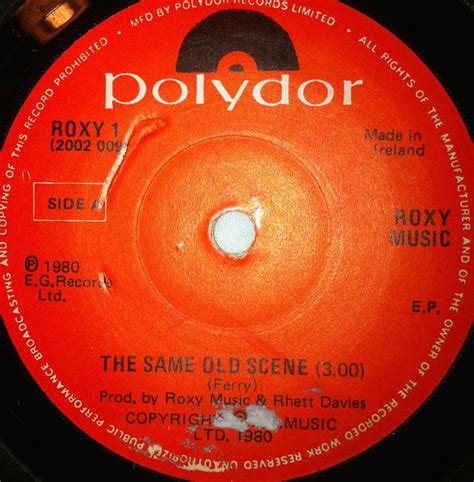 MFD BY POLYDOR RECORDS LIMITED. ALL RIGHTS OF THE MANUFACTURER AND OF THE OWNER OF THE RECORDED WORK RESERVED UNAUTHORIZED PUBLIC PERFORMANCE BROADCASTING AND COPYING OF THIS RECORD PROHIBITED
polydor
ROXY 1
(2002 009)
Made in
Ireland
SIDE A
ROXY
MUSIC
℗ 1980
E.G. Records
Ltd.
E.P.
THE SAME OLD SCENE (3.00)
(Ferry)
Prod. by Roxy Music & Rhett Davies
COPYRIGHT MUSIC
LTD. 1980